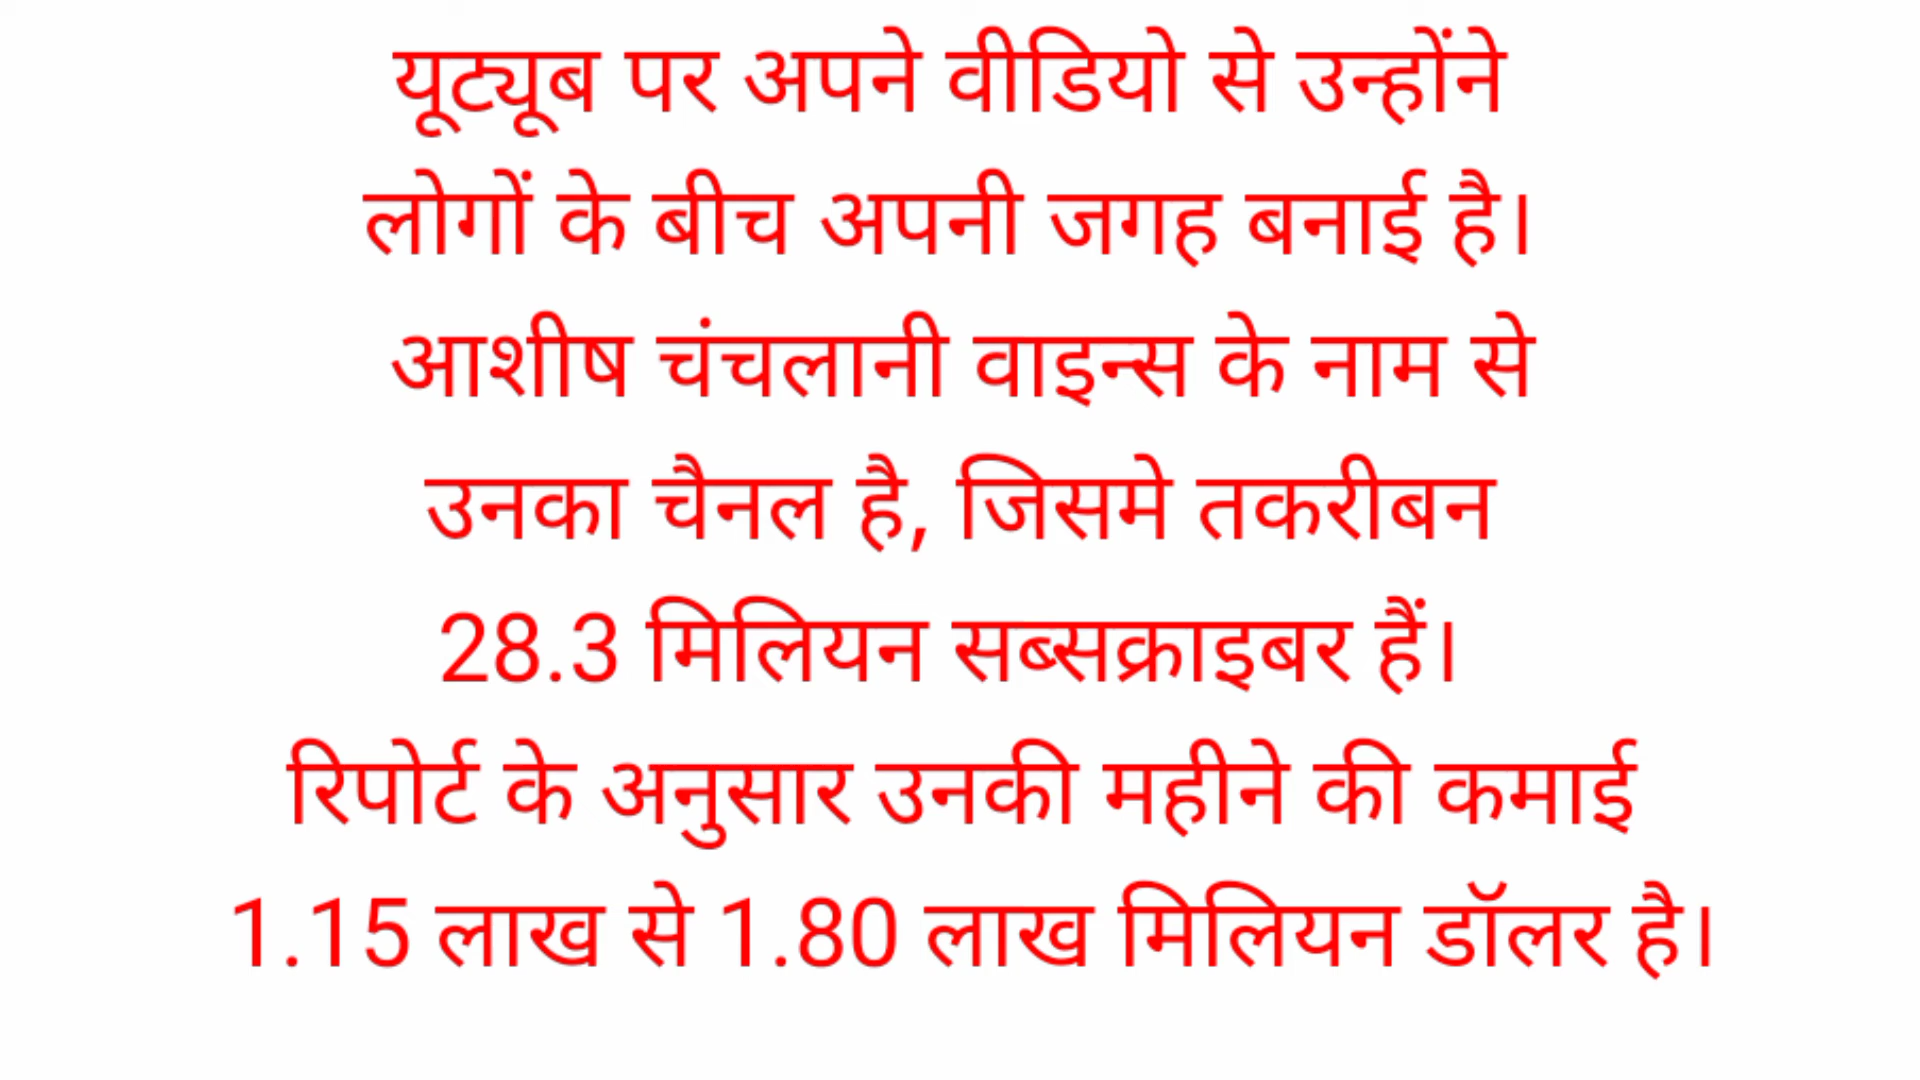 यूट्यूब पर अपने वीडियो से उन्होंने
लोगों के बीच अपनी जगह बनाई है।
आशीष चंचलानी वाइन्स के नाम से
उनका चैनल है, जिसमे तकरीबन
28.3 मिलियन सब्सक्राइबर हैं।
रिपोर्ट के अनुसार उनकी महीने की कमाई
1.15 लाख से 1.80 लाख मिलियन डॉलर है।